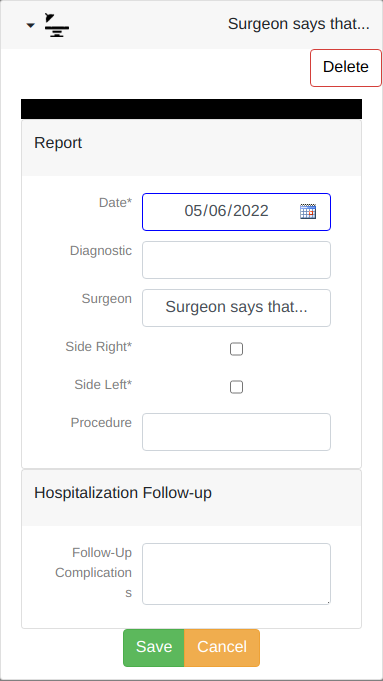 Surgeon says that...
Delete
Report
Date*
05/06/2022
Diagnostic
Surgeon
Surgeon says that...
Side Right*
Side Left*
Procedure
Hospitalization Follow-up
Follow-Up
Complication
s
Save Cancel